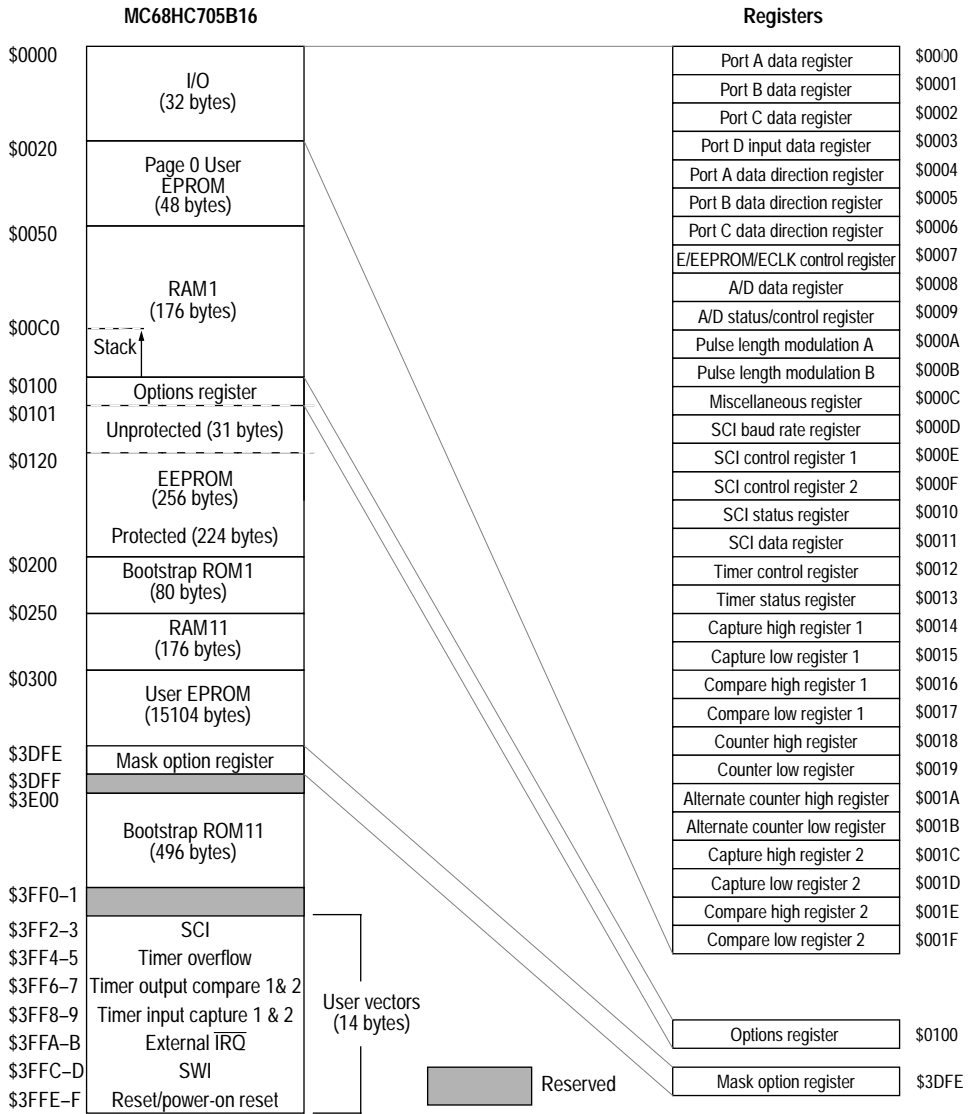 MC68HC705B16
$0000
I/O
(32 bytes)
$0020
Page 0 User
EPROM
(48 bytes)
$0050
RAM1
(176 bytes)
$00C0
Stack
$0100
Options register
$0101
Unprotected (31 bytes)
$0120
EEPROM
(256 bytes)
Protected (224 bytes)
$0200
Bootstrap ROM1
(80 bytes)
$0250
RAM11
(176 bytes)
$0300
User EPROM
(15104 bytes)
$3DFE
Mask option register
$3DFF
$3E00
Bootstrap ROM11
(496 bytes)
$3FF0–1
$3FF2–3 SCI
$3FF4–5 Timer overflow
$3FF6–7 Timer output compare 1& 2
$3FF8–9 Timer input capture 1 & 2
$3FFA–B External IRQ
$3FFC–D SWI
$3FFE–F Reset/power-on reset
User vectors
(14 bytes)
Reserved
Registers
Port A data register $0000
Port B data register $0001
Port C data register $0002
Port D input data register $0003
Port A data direction register $0004
Port B data direction register $0005
Port C data direction register $0006
E/EEPROM/ECLK control register $0007
A/D data register $0008
A/D status/control register $0009
Pulse length modulation A $000A
Pulse length modulation B $000B
Miscellaneous register $000C
SCI baud rate register $000D
SCI control register 1 $000E
SCI control register 2 $000F
SCI status register $0010
SCI data register $0011
Timer control register $0012
Timer status register $0013
Capture high register 1 $0014
Capture low register 1 $0015
Compare high register 1 $0016
Compare low register 1 $0017
Counter high register $0018
Counter low register $0019
Alternate counter high register $001A
Alternate counter low register $001B
Capture high register 2 $001C
Capture low register 2 $001D
Compare high register 2 $001E
Compare low register 2 $001F
Options register $0100
Mask option register $3DFE